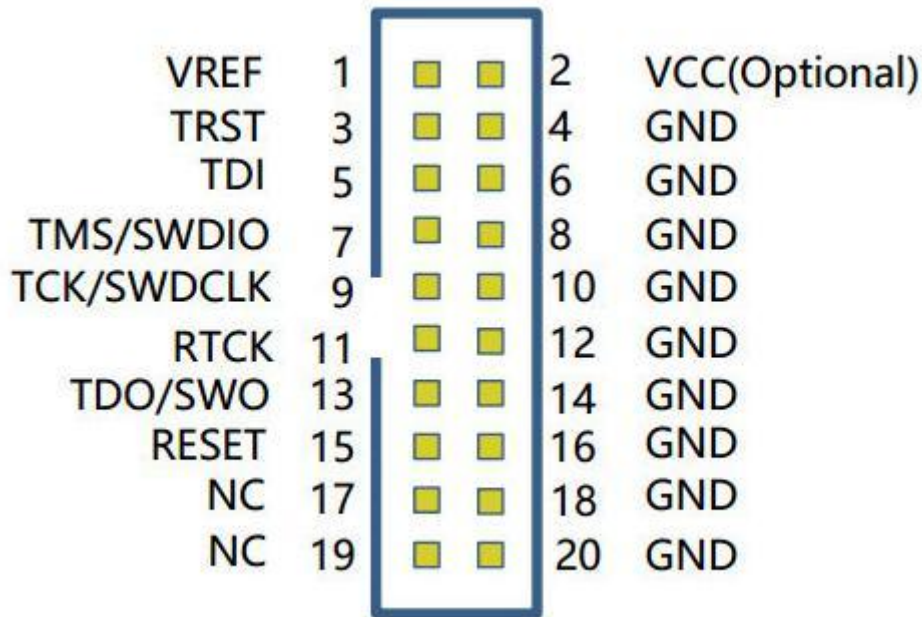 VREF 1 2 VCC(Optional)
TRST 3 4 GND
TDI 5 6 GND
TMS/SWDIO 7 8 GND
TCK/SWDCLK 9 10 GND
RTCK 11 12 GND
TDO/SWO 13 14 GND
RESET 15 16 GND
NC 17 18 GND
NC 19 20 GND